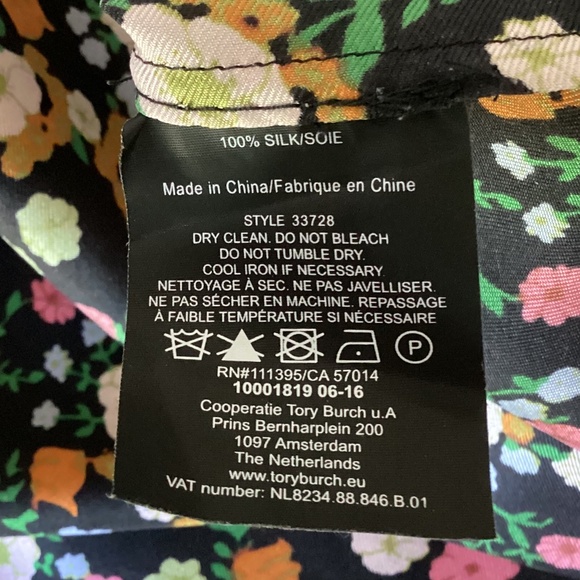 100% SILK/SOIE
Made in China/Fabrique en Chine
STYLE 33728
DRY CLEAN. DO NOT BLEACH
DO NOT TUMBLE DRY.
COOL IRON IF NECESSARY
NETTOYAGE À SEC. NE PAS JAVELLISER.
NE PAS SÉCHER EN MACHINE. REPASSAGE
À FAIBLE TEMPÉRATURE SI NÉCESSAIRE
P
RN#111395/CA 57014
10001819 06-16
Cooperatie Tory Burch u.A
Prins Bernharplein 200
1097 Amsterdam
The Netherlands
www.toryburch.eu
VAT number: NL8234.88.846.B.01